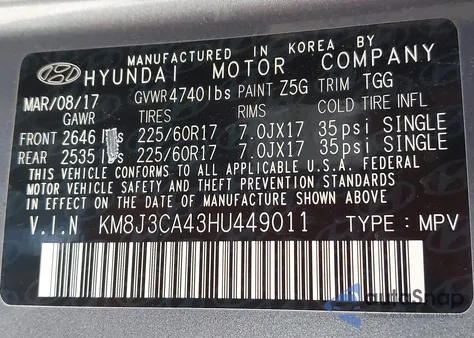 MANUFACTURED IN KOREA BY
HYUNDAI MOTOR COMPANY
MAR/08/17 GVWR 4740lbs PAINT Z5G TRIM TGG
GAWR TIRES RIMS COLD TIRE INFL
FRONT 2646 lbs 225/60R17 7.0JX17 35psi SINGLE
REAR 2535 lbs 225/60R17 7.0JX17 35psi SINGLE
THIS VEHICLE CONFORMS TO ALL APPLICABLE U.S.A. FEDERAL
MOTOR VEHICLE SAFETY AND THEFT PREVENTION STANDARDS
IN EFFECT ON THE DATE OF MANUFACTURE SHOWN ABOVE.
V.I.N KM8J3CA43HU449011 TYPE : MPV
autoSnap